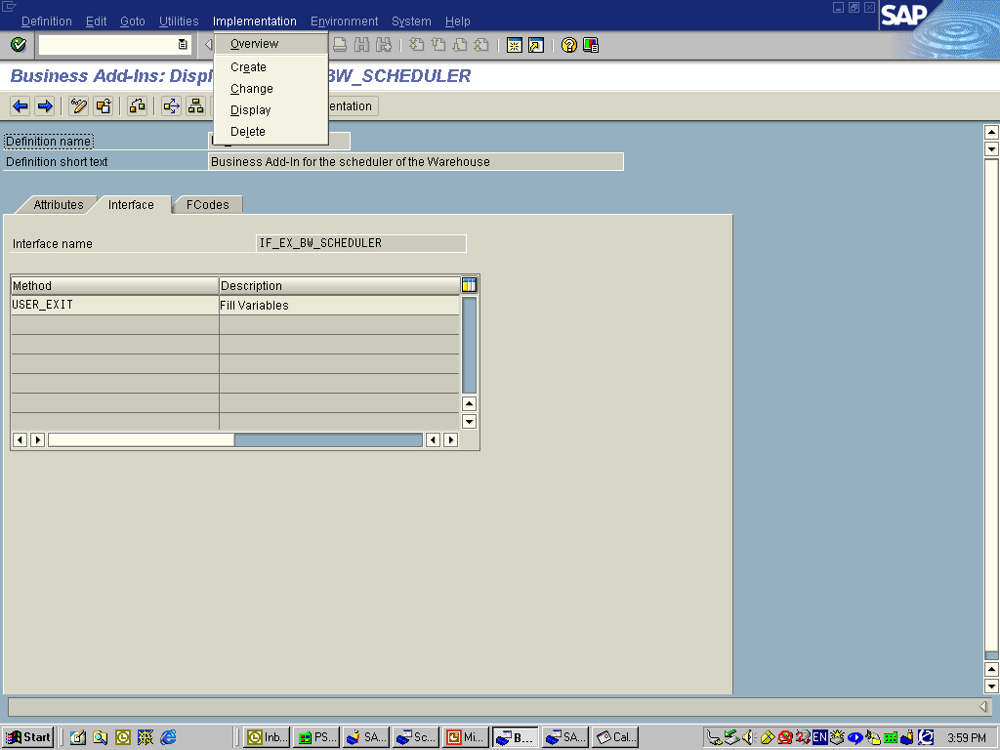 Definition Edit Goto Utilities Implementation Environment System Help
SAP
Overview
Create
Change
Display
Delete
Business Add-Ins: Displ BW_SCHEDULER
entation
Definition name
Definition short text Business Add-In for the scheduler of the Warehouse
Attributes Interface FCodes
Interface name IF_EX_BW_SCHEDULER
Method Description
USER_EXIT Fill Variables
Start Inb... PS... SA... Sc... Mi... B... SA... Cal... EN 3:59 PM